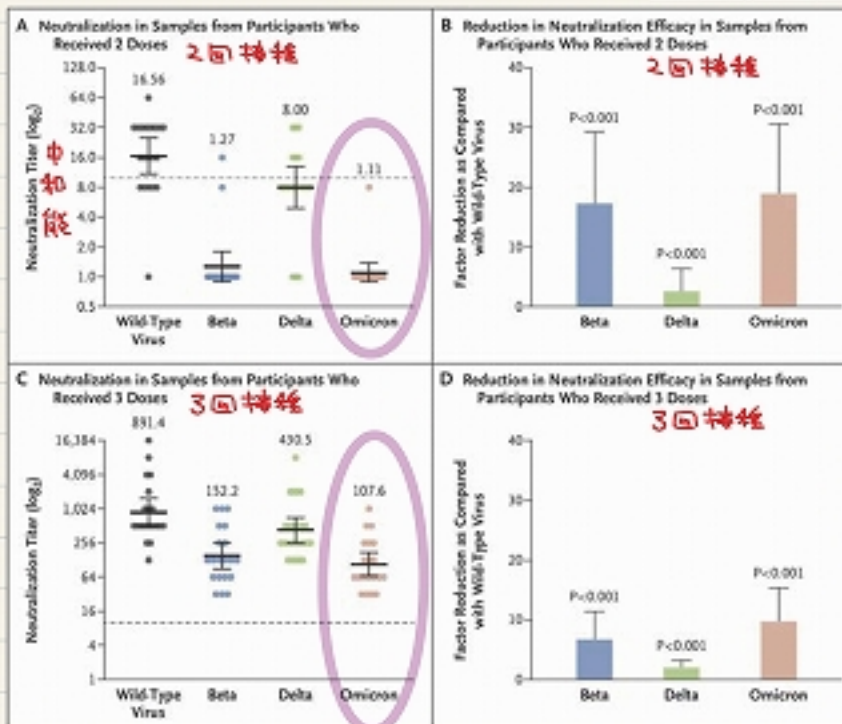 A Neutralization in Samples from Participants Who
Received 2 Doses
2回接種
128.0
16.56
64.0
8.00
32.0
1.27
16.0
1.11
8.0
4.0
2.0
1.0
0.5
Neutralization Titer (log2)
中和能
Wild-Type
Virus
Beta
Delta
Omicron
B Reduction in Neutralization Efficacy in Samples from
Participants Who Received 2 Doses
2回接種
40
30
20
10
0
Factor Reduction as Compared
with Wild-Type Virus
P<0.001
P<0.001
P<0.001
Beta
Delta
Omicron
C Neutralization in Samples from Participants Who
Received 3 Doses
3回接種
891.4
16,384
430.5
4,096
152.2
107.6
1,024
256
64
16
4
1
Neutralization Titer (log2)
Wild-Type
Virus
Beta
Delta
Omicron
D Reduction in Neutralization Efficacy in Samples from
Participants Who Received 3 Doses
3回接種
40
30
20
10
0
Factor Reduction as Compared
with Wild-Type Virus
P<0.001
P<0.001
P<0.001
Beta
Delta
Omicron